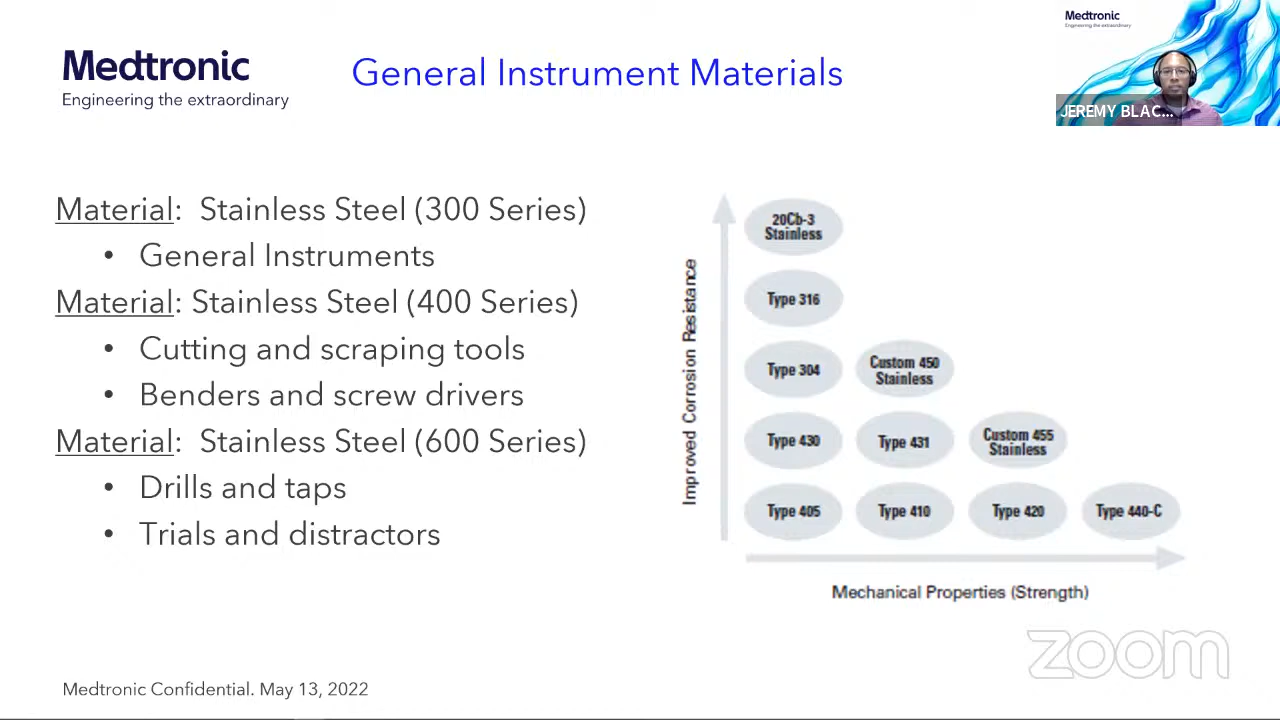 Medtronic
Engineering the extraordinary
General Instrument Materials
Medtronic
Engineering the extraordinary
JEREMY BLAC...
Material: Stainless Steel (300 Series)
• General Instruments
Material: Stainless Steel (400 Series)
• Cutting and scraping tools
• Benders and screw drivers
Material: Stainless Steel (600 Series)
• Drills and taps
• Trials and distractors
Improved Corrosion Resistance
20Cb-3
Stainless
Type 316
Type 304
Custom 450
Stainless
Type 430
Type 431
Custom 455
Stainless
Type 405
Type 410
Type 420
Type 440-C
Mechanical Properties (Strength)
zoom
Medtronic Confidential. May 13, 2022